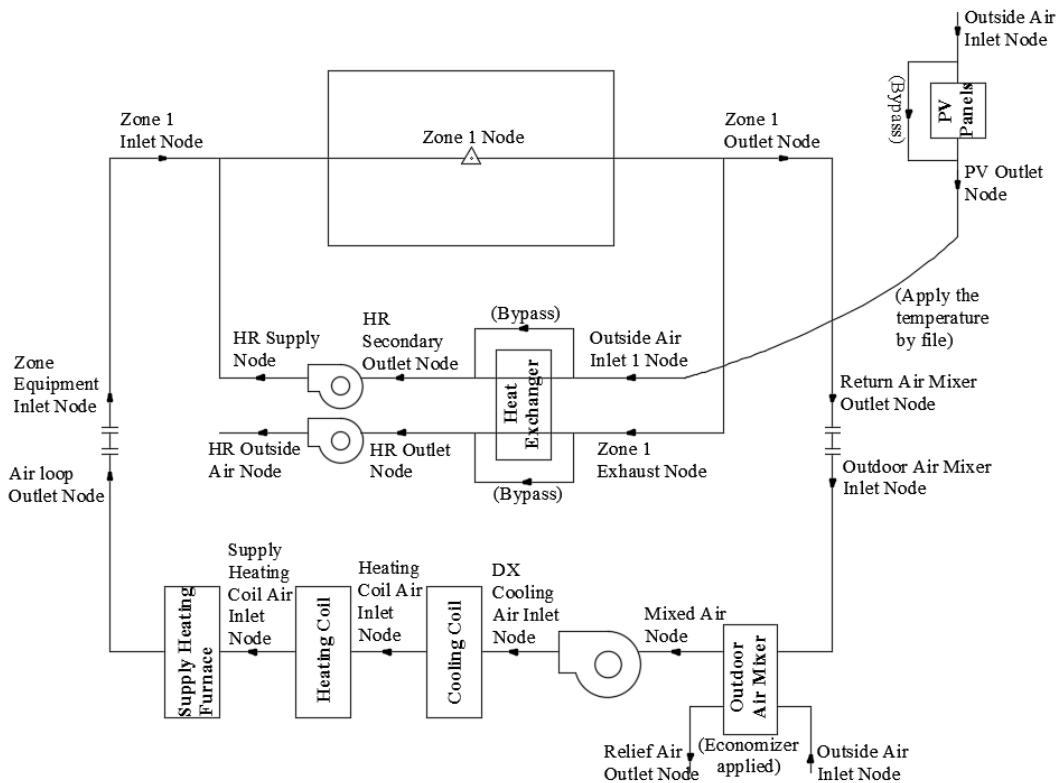 Outside Air
Inlet Node
(Bypass)
PV
Panels
PV Outlet
Node
Zone 1
Inlet Node
Zone 1 Node
Zone 1
Outlet Node
(Apply the
temperature
by file)
(Bypass)
HR Supply
Node
HR
Secondary
Outlet Node
Outside Air
Inlet 1 Node
Heat
Exchanger
Zone
Equipment
Inlet Node
Return Air Mixer
Outlet Node
HR Outside
Air Node
HR Outlet
Node
Zone 1
Exhaust Node
(Bypass)
Air loop
Outlet Node
Outdoor Air Mixer
Inlet Node
Supply
Heating
Coil Air
Inlet
Node
Heating
Coil Air
Inlet
Node
DX
Cooling
Air Inlet
Node
Mixed Air
Node
Supply Heating
Furnace
Heating Coil
Cooling Coil
Outdoor
Air Mixer
Relief Air
Outlet Node
(Economizer
applied)
Outside Air
Inlet Node